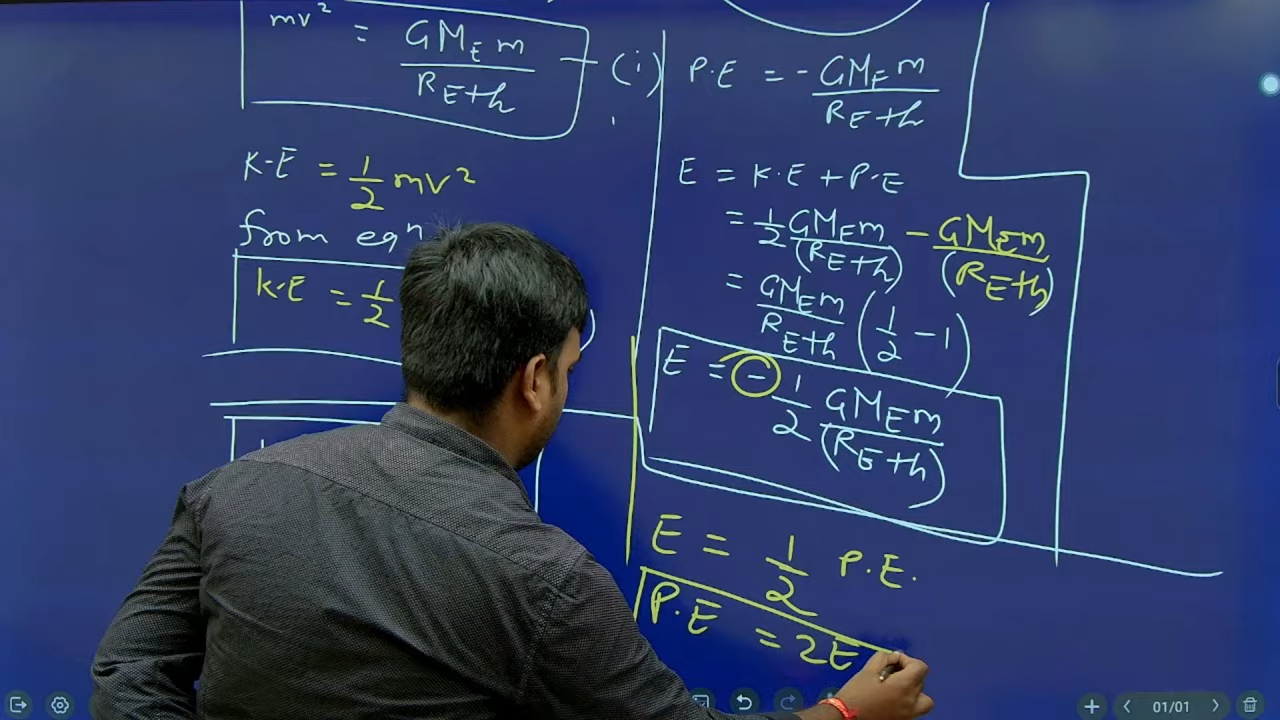 mv² = GM_E m / R_E+h — (i)
K.E = 1/2 mv²
from eqn
K.E = 1/2
P.E = - GM_E m / R_E+h
E = K.E + P.E
= 1/2 GM_E m / (R_E+h) - GM_E m / (R_E+h)
= GM_E m / R_E+h (1/2 - 1)
E = - 1/2 GM_E m / (R_E+h)
E = 1/2 P.E.
P.E = 2E
01/01